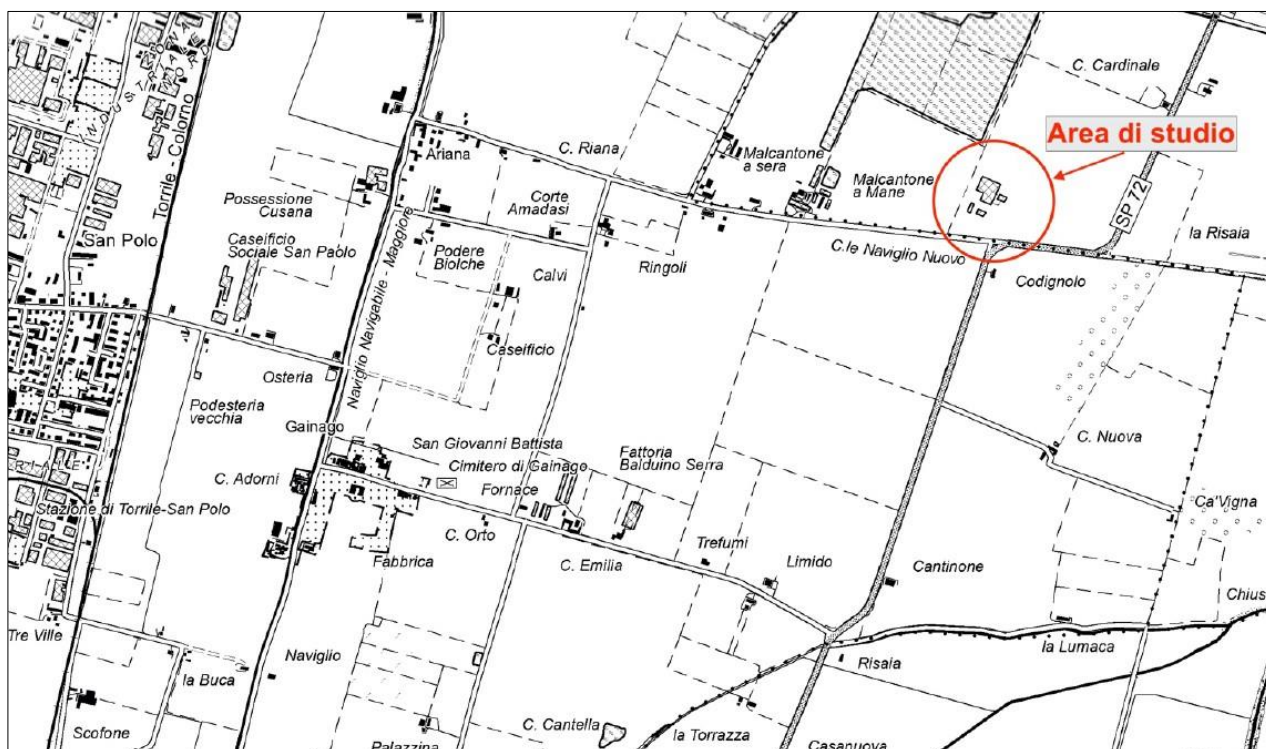 INDUSTRIA
Torrile - Colorno
C. Cardinale
Area di studio
C. Riana
Malcantone
a sera
Ariana
Malcantone
a Mane
SP 72
Possessione
Cusana
Corte
Amadasi
San Polo
Caseificio
Sociale San Paolo
Podere
Biolche
Calvi
Ringoli
C.le Naviglio Nuovo
la Risaia
Codignolo
Naviglio Navigabile - Maggiore
Caseificio
Osteria
Podesteria
vecchia
Gainago
San Giovanni Battista
Cimitero di Gainago
Fornace
Fattoria
Balduino Serra
C. Nuova
C. Adorni
RIALE
Stazione di Torrile-San Polo
Ca'Vigna
C. Orto
Fabbrica
C. Emilia
Trefumi
Limido
Cantinone
Chius
Tre Ville
Naviglio
la Lumaca
la Buca
Risaia
Scofone
Palazzina
C. Cantella
la Torrazza
Casanuova